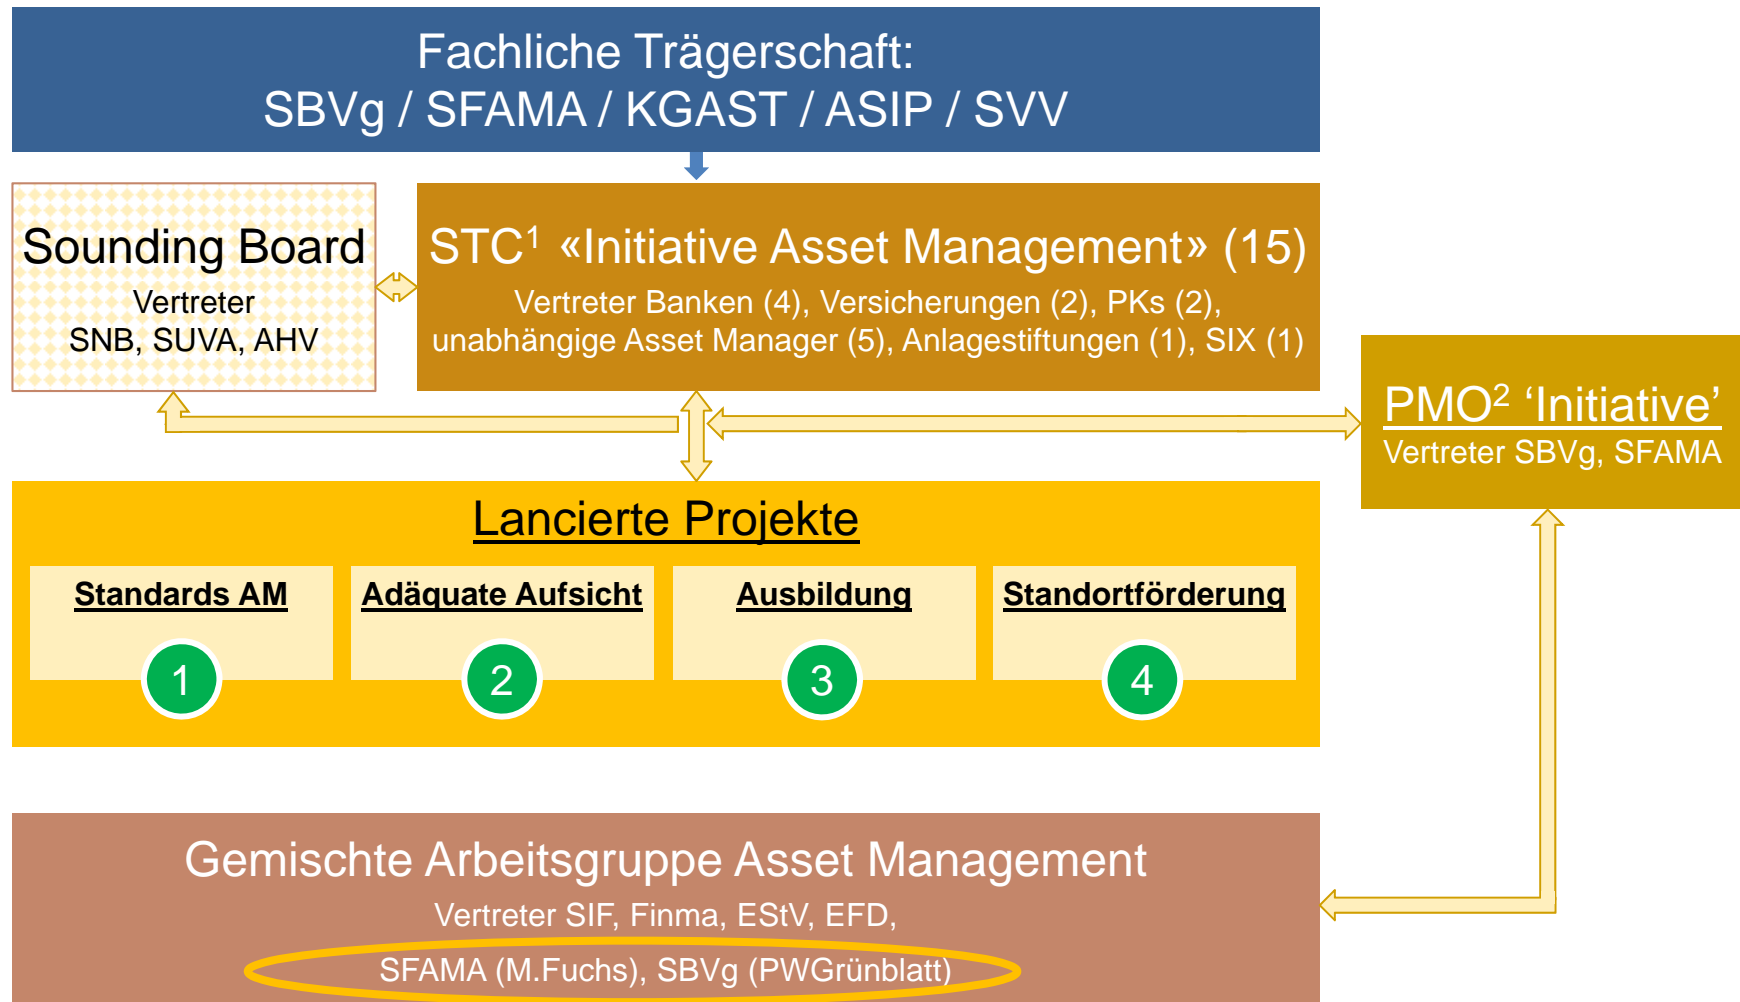 Fachliche Trägerschaft:
SBVg / SFAMA / KGAST / ASIP / SVV
Sounding Board
Vertreter
SNB, SUVA, AHV
STC¹ «Initiative Asset Management» (15)
Vertreter Banken (4), Versicherungen (2), PKs (2),
unabhängige Asset Manager (5), Anlagestiftungen (1), SIX (1)
PMO² ‘Initiative’
Vertreter SBVg, SFAMA
Lancierte Projekte
Standards AM
1
Adäquate Aufsicht
2
Ausbildung
3
Standortförderung
4
Gemischte Arbeitsgruppe Asset Management
Vertreter SIF, Finma, EStV, EFD,
SFAMA (M.Fuchs), SBVg (PWGrünblatt)